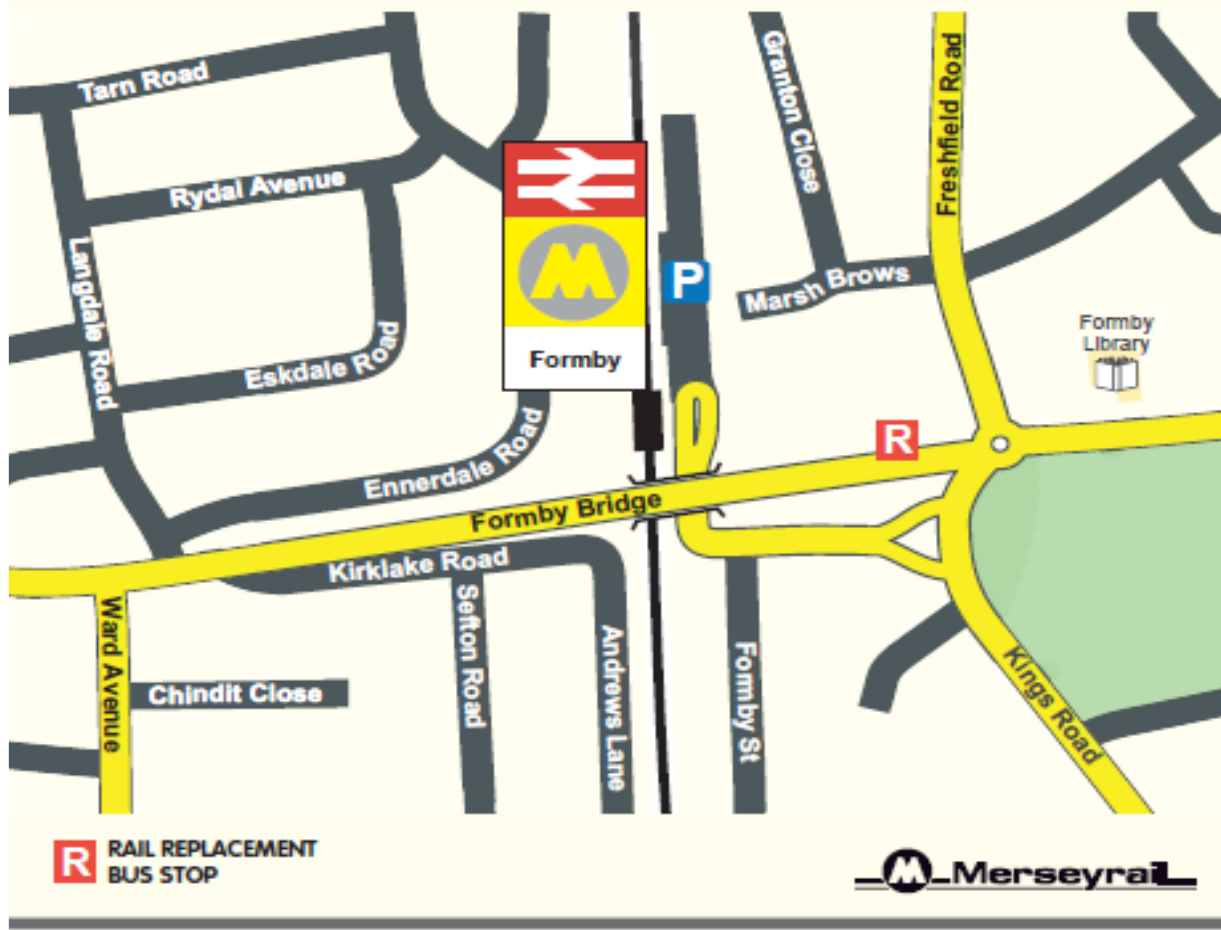 Tarn Road
Granton Close
Freshfield Road
Rydal Avenue
Langdale Road
M
P
Marsh Brows
Formby
Library
Formby
Eskdale Road
R
Ennerdale Road
Formby Bridge
Kirklake Road
Ward Avenue
Sefton Road
Andrews Lane
Formby St
Kings Road
Chindit Close
R
RAIL REPLACEMENT
BUS STOP
M
Merseyrail